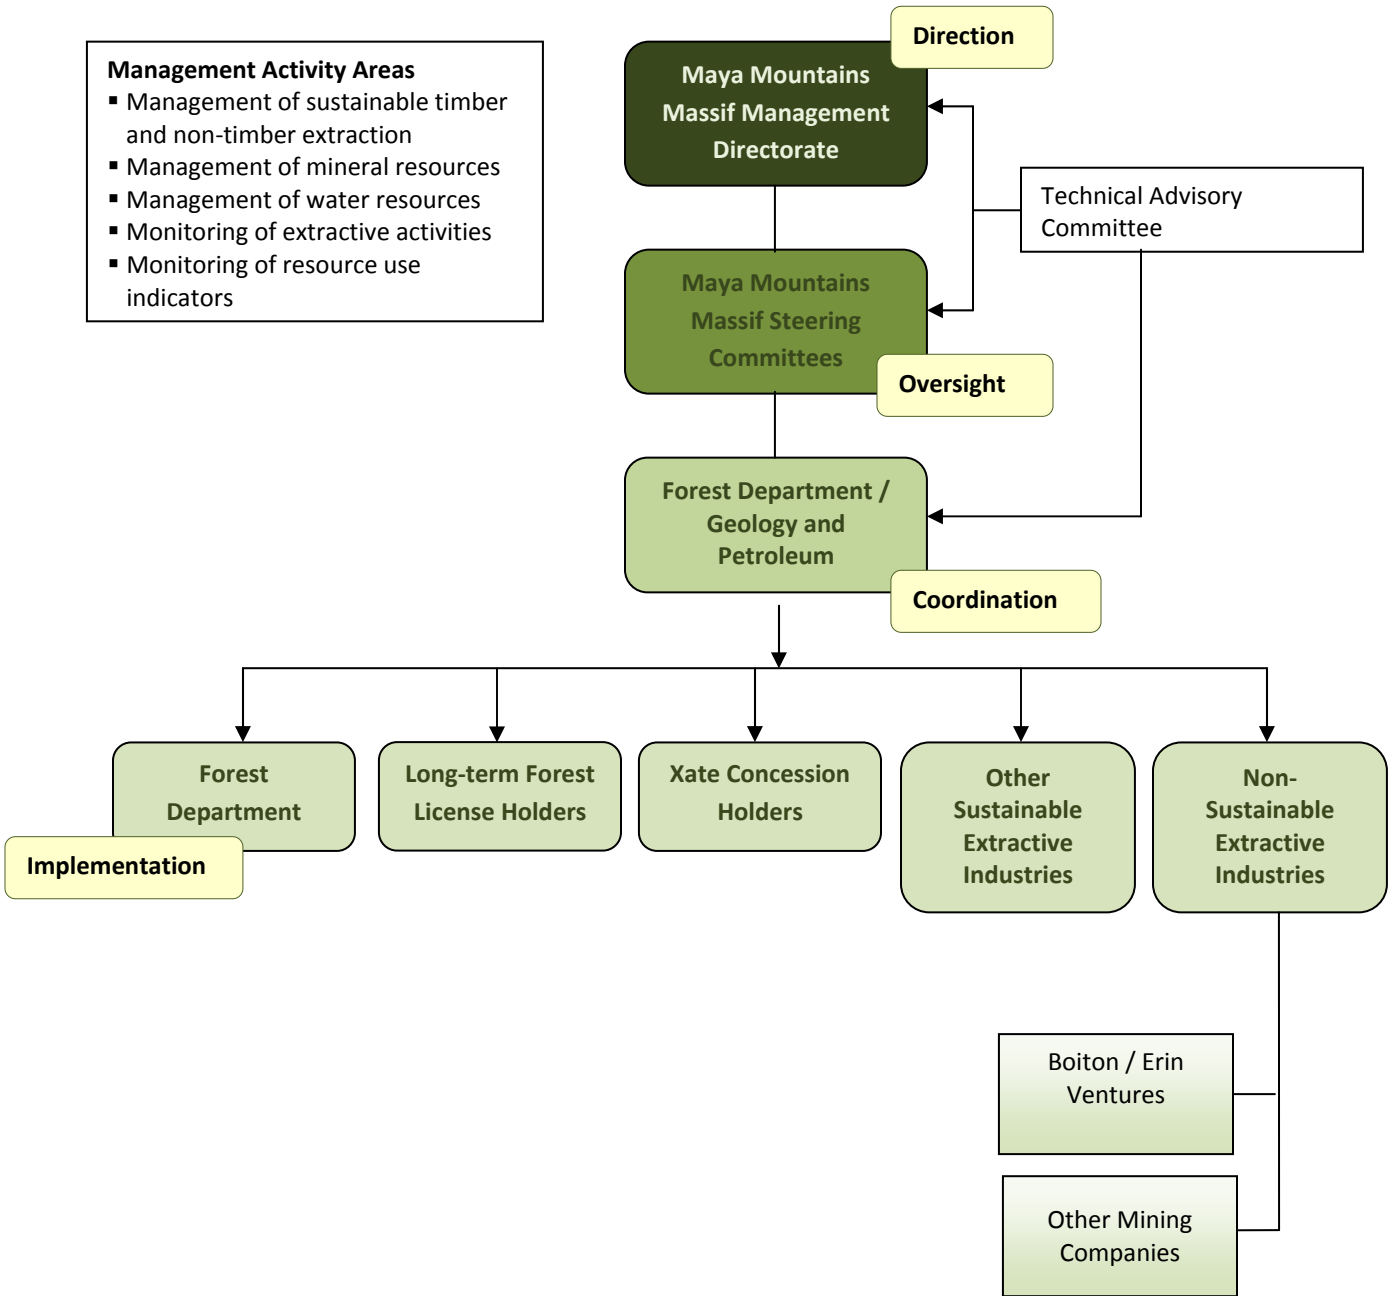 Management Activity Areas
▪ Management of sustainable timber
and non-timber extraction
▪ Management of mineral resources
▪ Management of water resources
▪ Monitoring of extractive activities
▪ Monitoring of resource use
indicators
Direction
Maya Mountains
Massif Management
Directorate
Technical Advisory
Committee
Maya Mountains
Massif Steering
Committees
Oversight
Forest Department /
Geology and
Petroleum
Coordination
Forest
Department
Implementation
Long-term Forest
License Holders
Xate Concession
Holders
Other
Sustainable
Extractive
Industries
Non-
Sustainable
Extractive
Industries
Boiton / Erin
Ventures
Other Mining
Companies